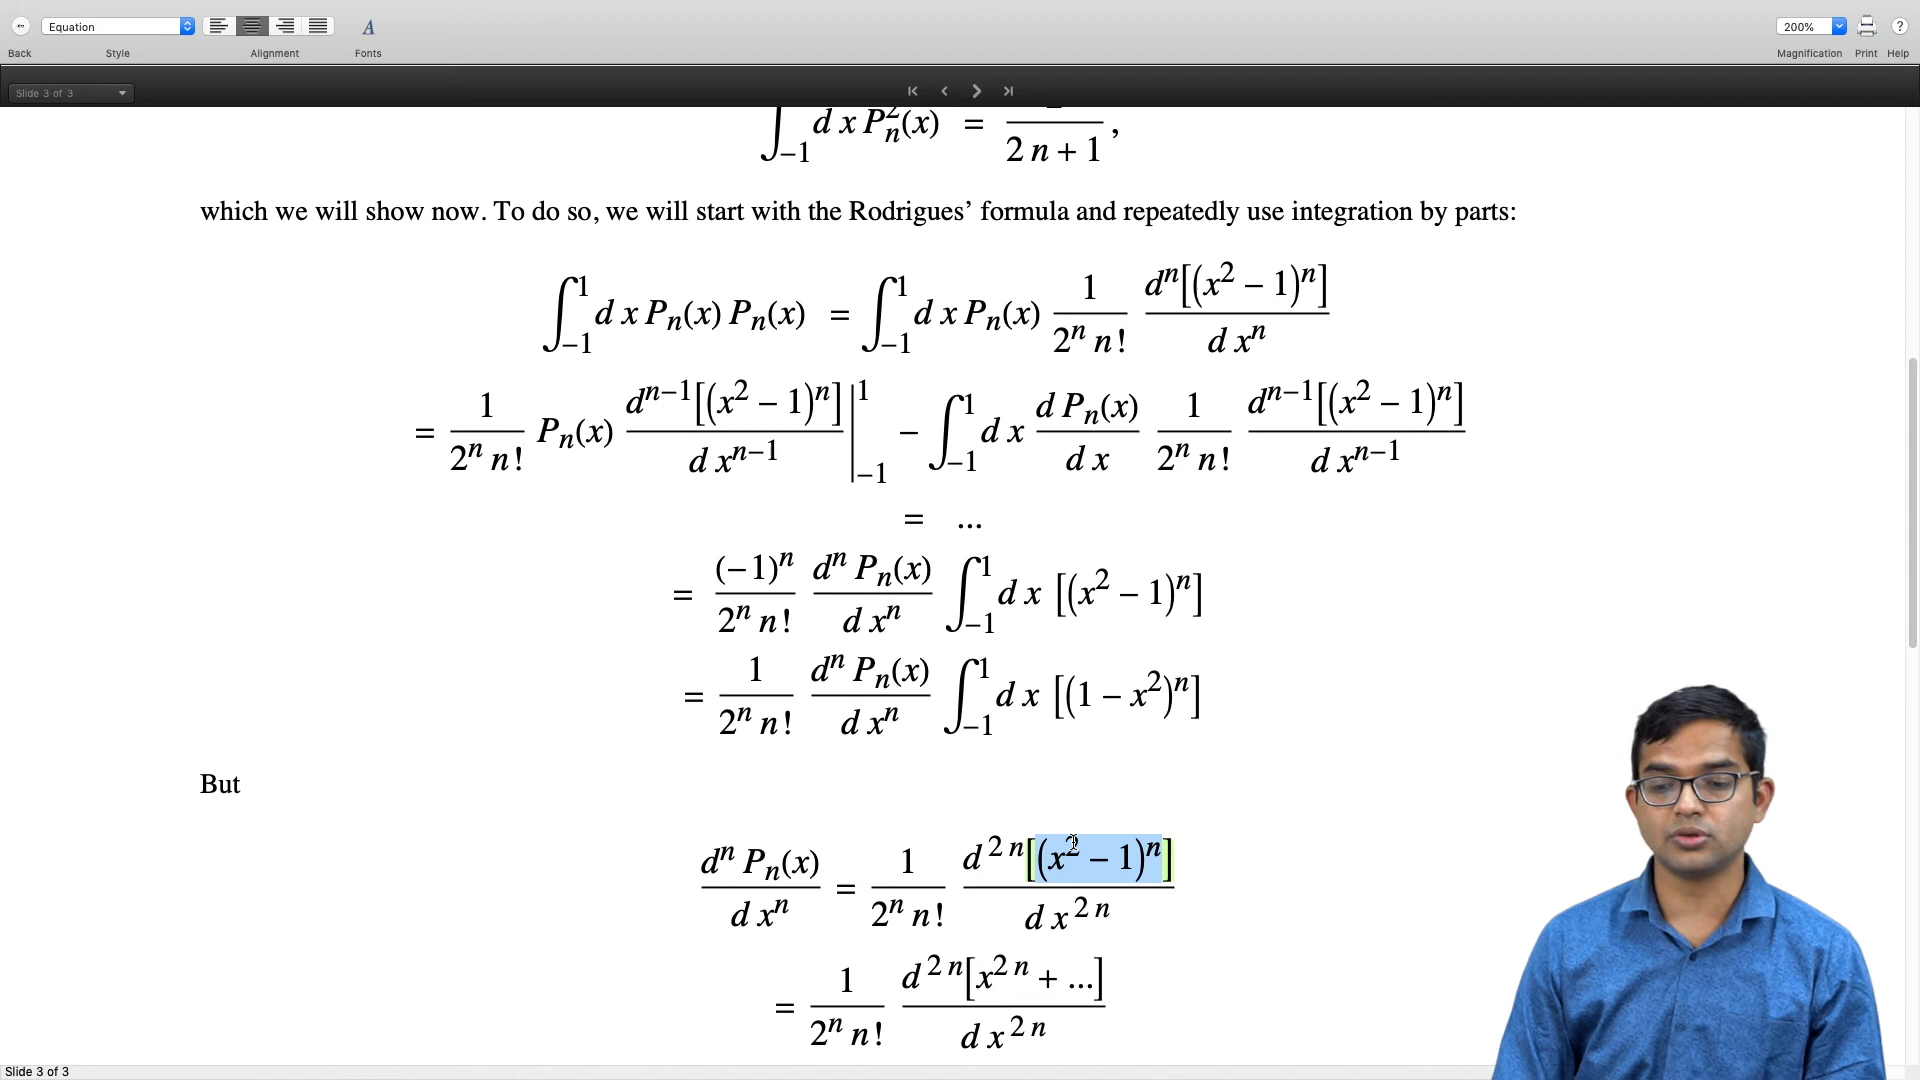 Equation
200%
Back Style Alignment Fonts Magnification Print Help
Slide 3 of 3
∫_{-1} d x P_n^2(x) = / 2 n + 1 ,
which we will show now. To do so, we will start with the Rodrigues’ formula and repeatedly use integration by parts:
∫_{-1}^{1} d x P_n(x) P_n(x) = ∫_{-1}^{1} d x P_n(x) 1/(2^n n!) d^n[(x^2 − 1)^n]/(d x^n)
= 1/(2^n n!) P_n(x) d^{n−1}[(x^2 − 1)^n]/(d x^{n−1}) |_{-1}^{1} − ∫_{-1}^{1} d x d P_n(x)/(d x) 1/(2^n n!) d^{n−1}[(x^2 − 1)^n]/(d x^{n−1})
= ...
= (−1)^n/(2^n n!) d^n P_n(x)/(d x^n) ∫_{-1}^{1} d x [(x^2 − 1)^n]
= 1/(2^n n!) d^n P_n(x)/(d x^n) ∫_{-1}^{1} d x [(1 − x^2)^n]
But
d^n P_n(x)/(d x^n) = 1/(2^n n!) d^{2 n}[(x^2 − 1)^n]/(d x^{2 n})
= 1/(2^n n!) d^{2 n}[x^{2 n} + ...]/(d x^{2 n})
Slide 3 of 3